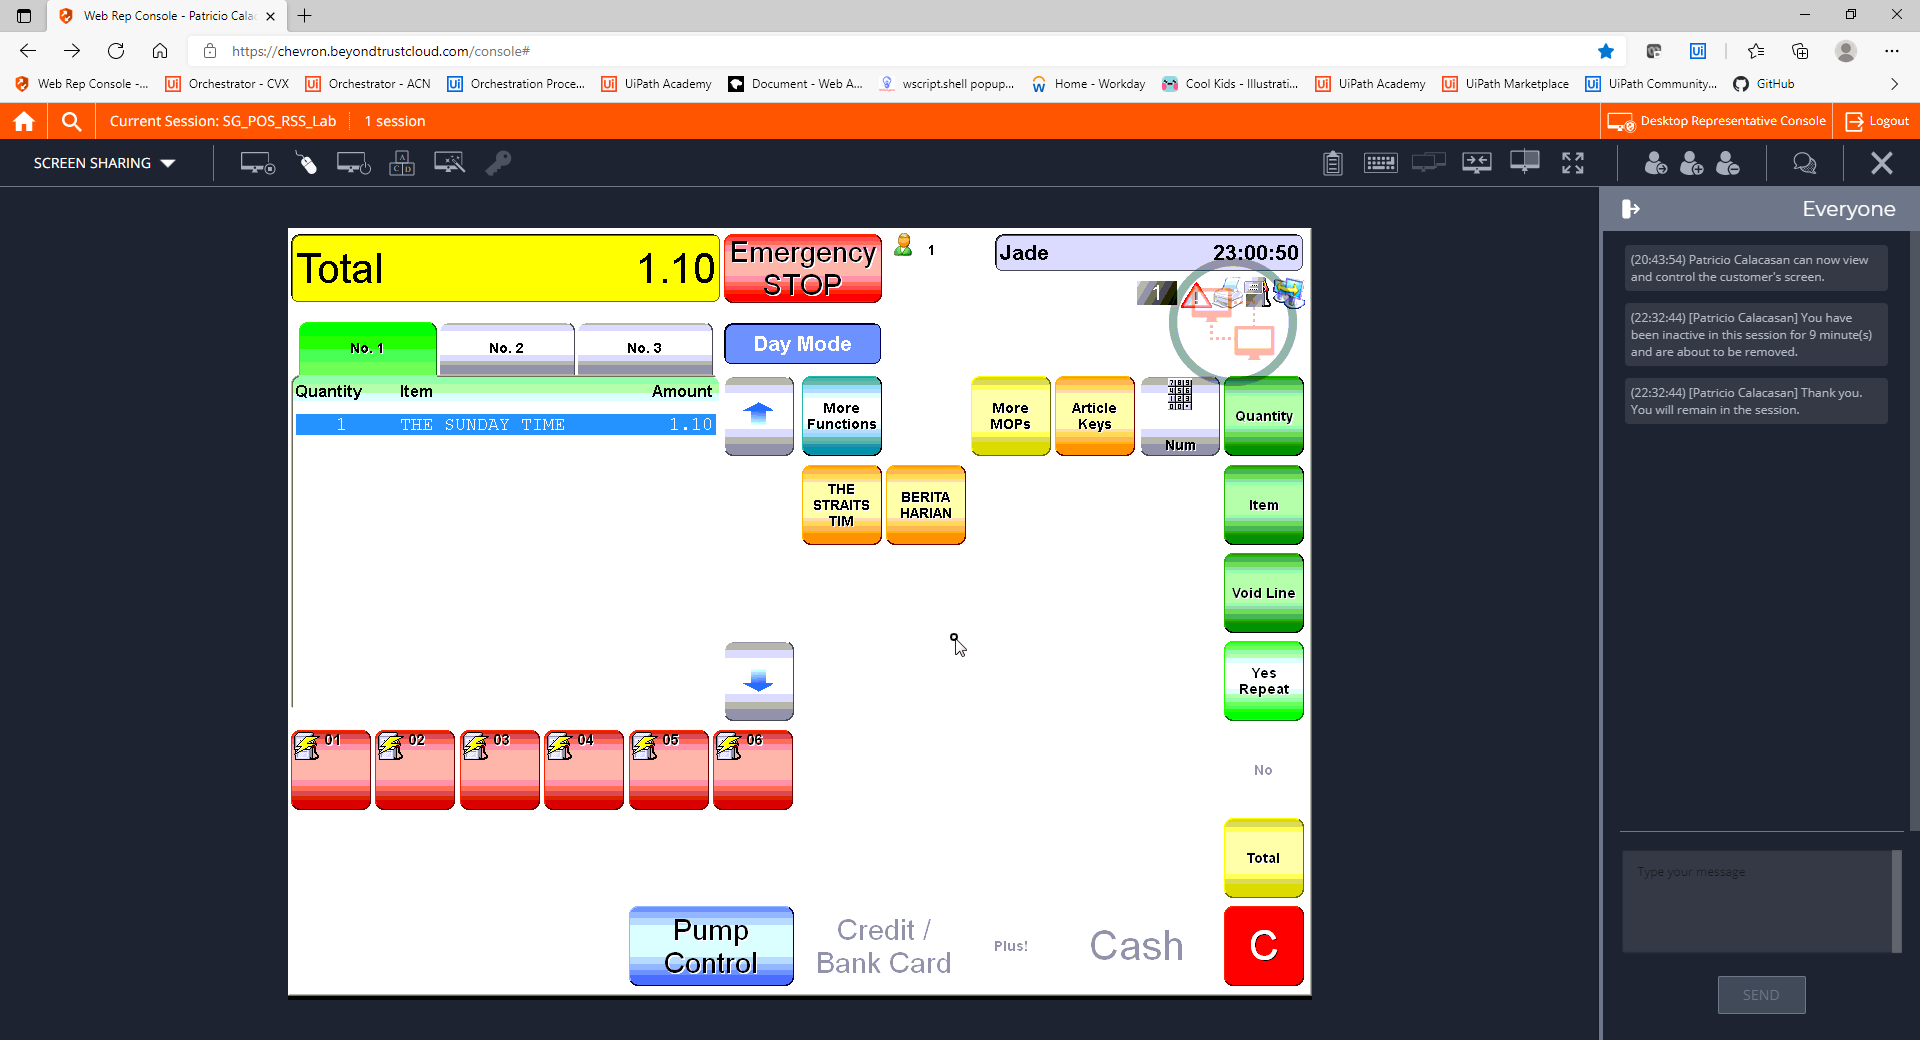 Web Rep Console - Patricio Cala
https://chevron.beyondtrustcloud.com/console#
Web Rep Console -...
Orchestrator - CVX
Orchestrator - ACN
Orchestration Proce...
UiPath Academy
Document - Web A...
wscript.shell popup...
Home - Workday
Cool Kids - Illustrati...
UiPath Academy
UiPath Marketplace
UiPath Community...
GitHub
Current Session: SG_POS_RSS_Lab
1 session
Desktop Representative Console
Logout
SCREEN SHARING
Everyone
(20:43:54) Patricio Calacasan can now view
and control the customer's screen.
(22:32:44) [Patricio Calacasan] You have
been inactive in this session for 9 minute(s)
and are about to be removed.
(22:32:44) [Patricio Calacasan] Thank you.
You will remain in the session.
Type your message
SEND
Total 1.10
Emergency
STOP
1
Jade 23:00:50
1
No. 1
No. 2
No. 3
Day Mode
Quantity Item Amount
1 THE SUNDAY TIME 1.10
More
Functions
More
MOPs
Article
Keys
Num
Quantity
THE
STRAITS
TIM
BERITA
HARIAN
Item
Void Line
Yes
Repeat
01
02
03
04
05
06
No
Total
Pump
Control
Credit /
Bank Card
Plus!
Cash
C